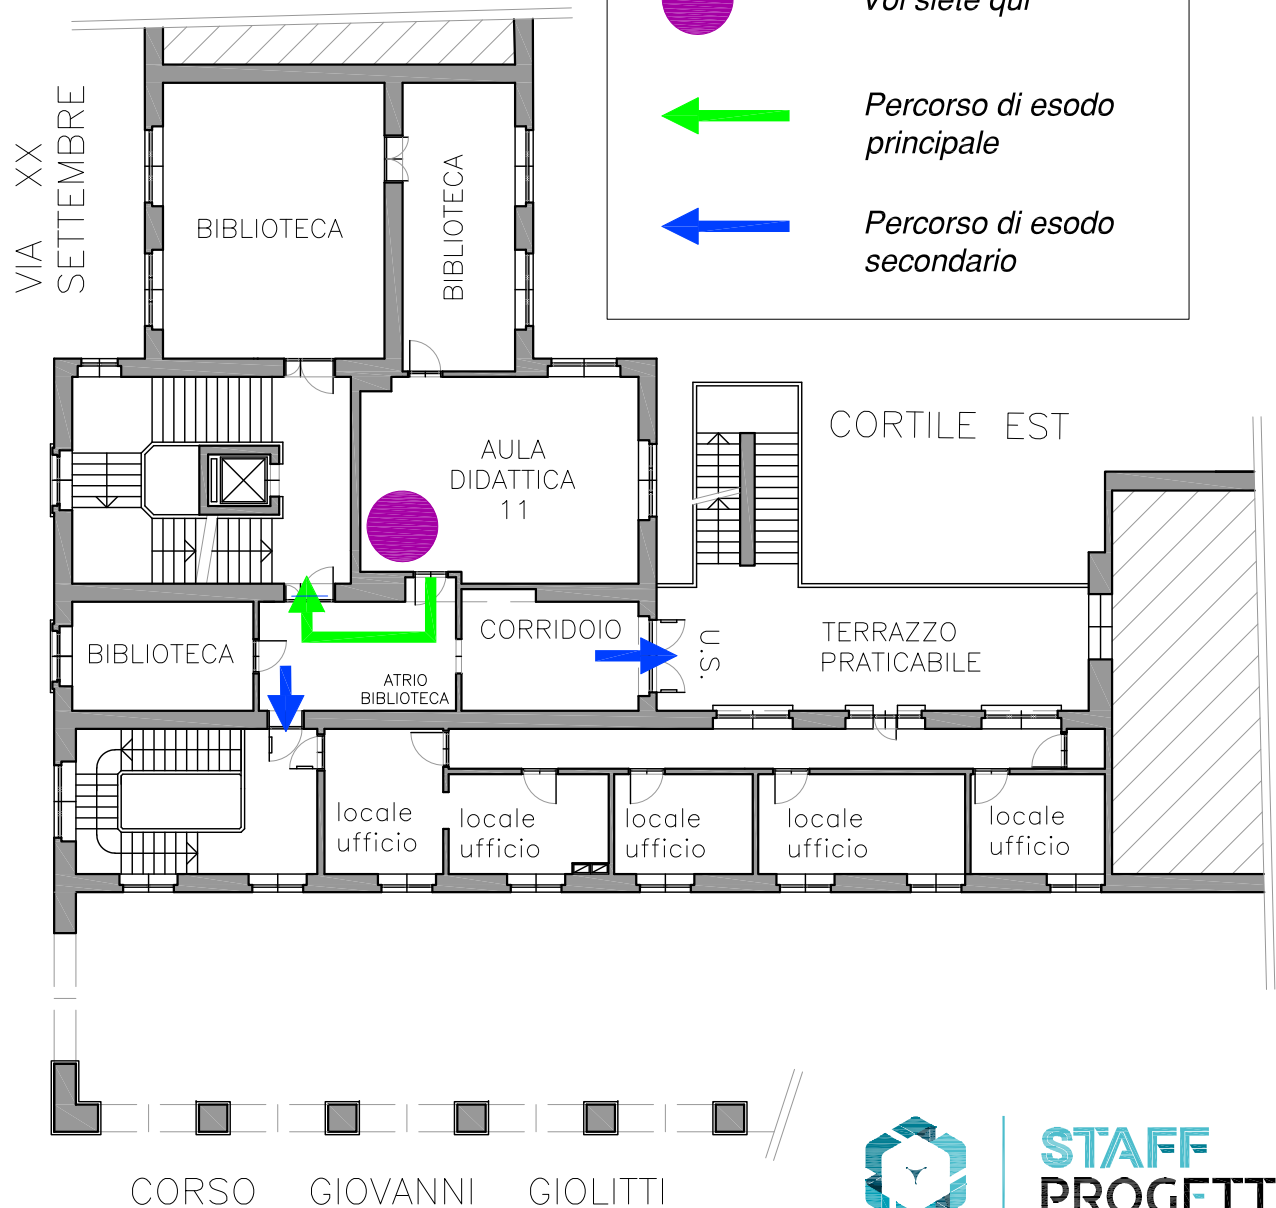 Voi siete qui
Percorso di esodo
principale
Percorso di esodo
secondario
VIA XX
SETTEMBRE
BIBLIOTECA
BIBLIOTECA
AULA
DIDATTICA
11
CORTILE EST
BIBLIOTECA
ATRIO
BIBLIOTECA
CORRIDOIO
U.S.
TERRAZZO
PRATICABILE
locale
ufficio
locale
ufficio
locale
ufficio
locale
ufficio
locale
ufficio
CORSO GIOVANNI GIOLITTI
STAFF
PROGETT